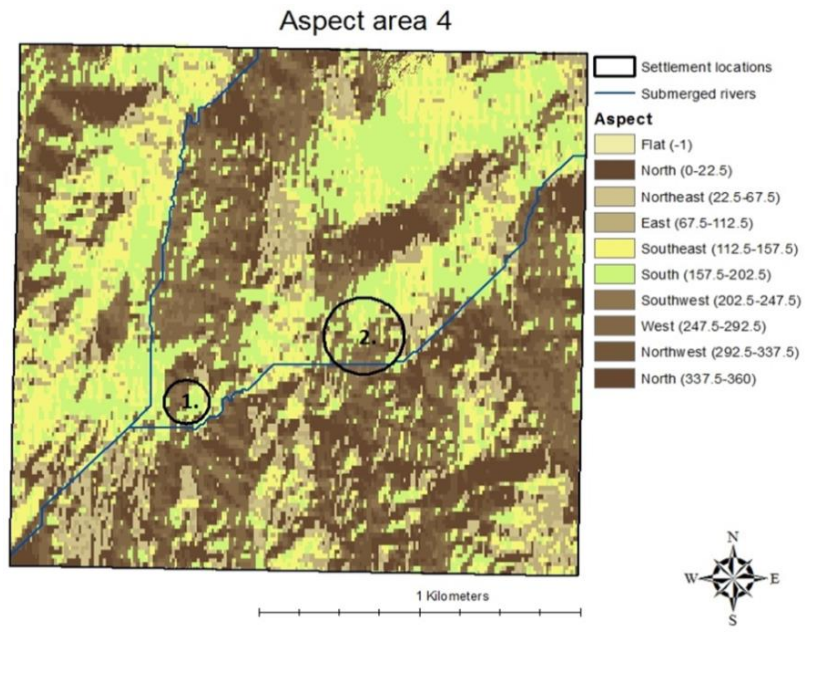 Aspect area 4
Settlement locations
Submerged rivers
Aspect
Flat (-1)
North (0-22.5)
Northeast (22.5-67.5)
East (67.5-112.5)
Southeast (112.5-157.5)
South (157.5-202.5)
Southwest (202.5-247.5)
West (247.5-292.5)
Northwest (292.5-337.5)
North (337.5-360)
2.
1.
N
W E
S
1 Kilometers